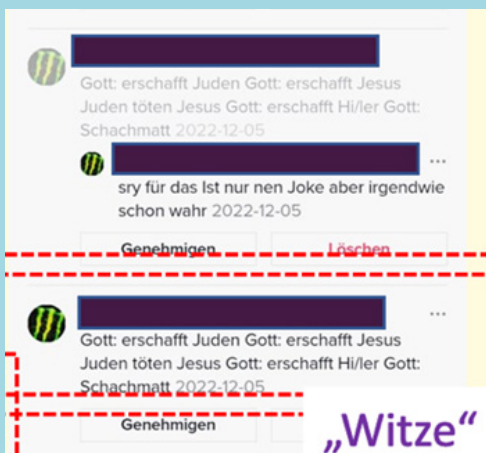 Gott: erschafft Juden Gott: erschafft Jesus
Juden töten Jesus Gott: erschafft Hi/ler Gott:
Schachmatt 2022-12-05
...
sry für das Ist nur nen Joke aber irgendwie
schon wahr 2022-12-05
Genehmigen Löschen
...
Gott: erschafft Juden Gott: erschafft Jesus
Juden töten Jesus Gott: erschafft Hi/ler Gott:
Schachmatt 2022-12-05
Genehmigen
„Witze“